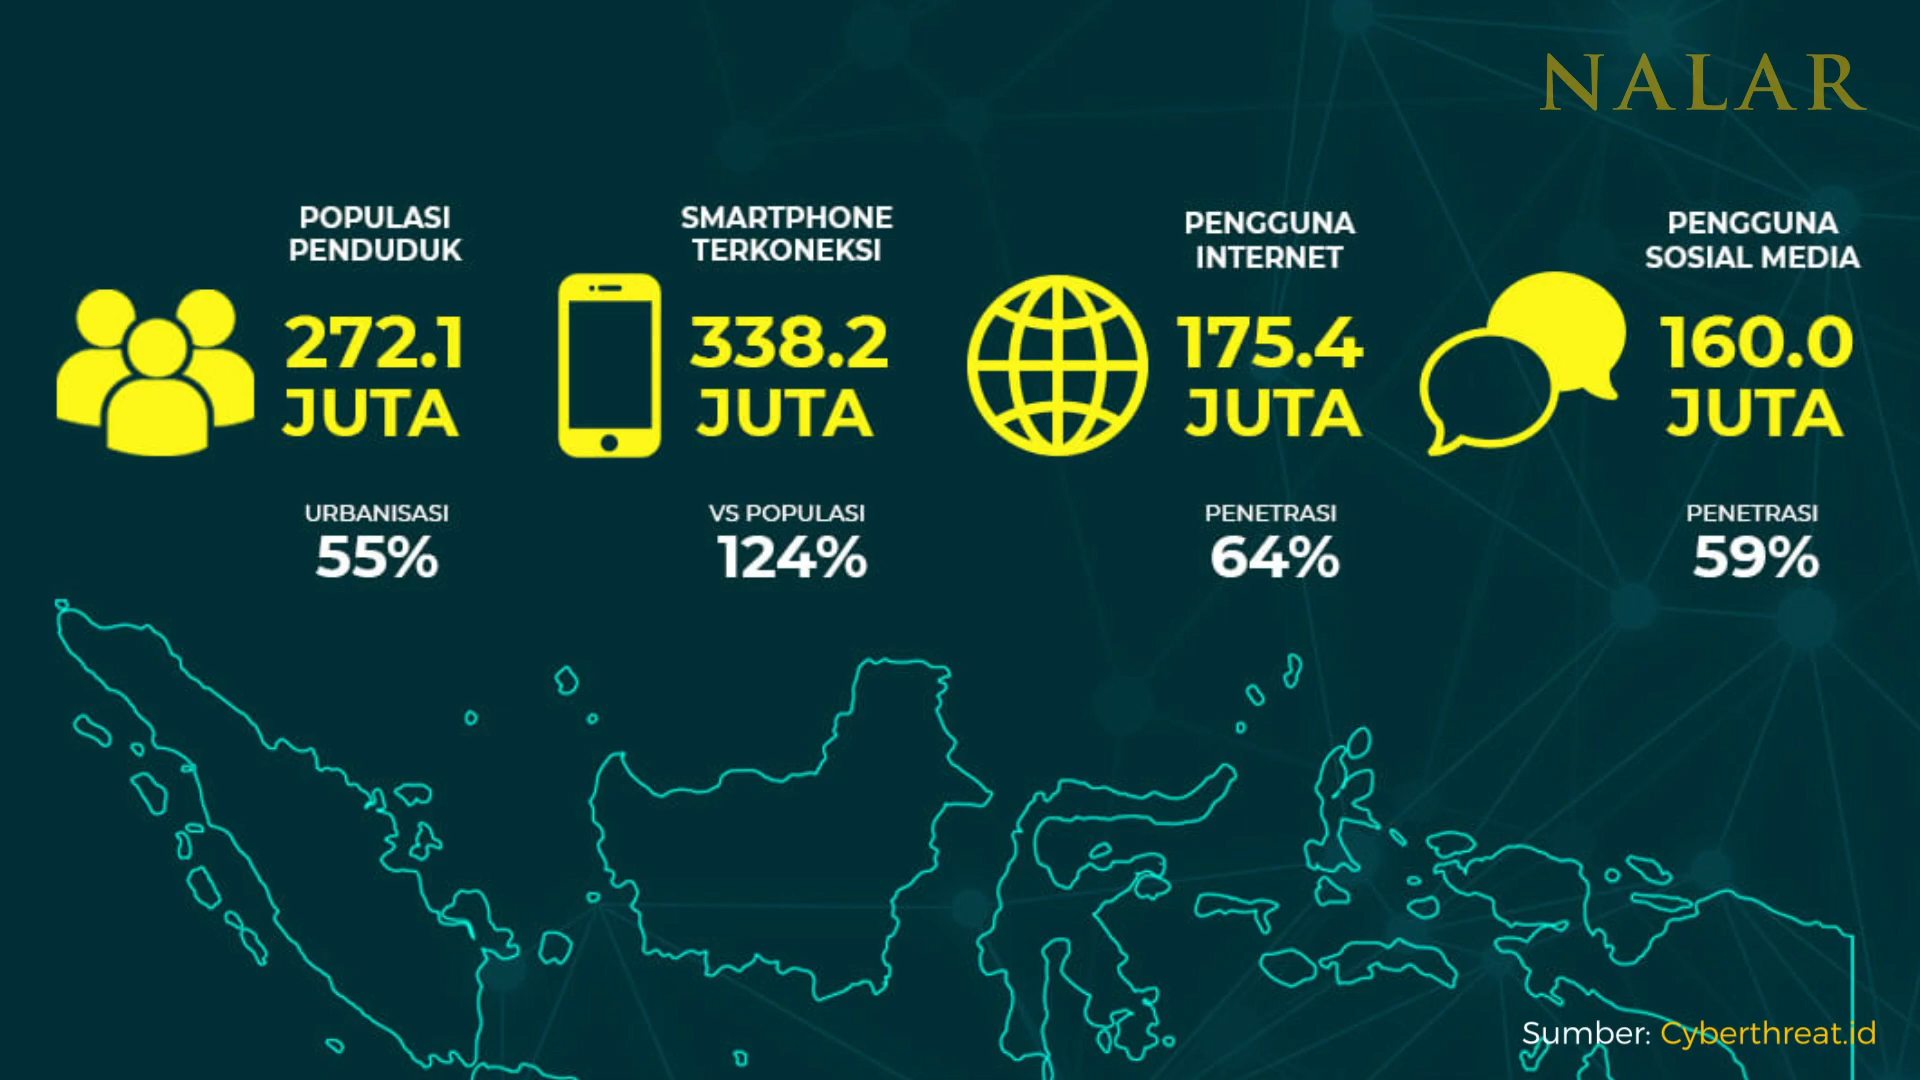 NALAR
POPULASI
PENDUDUK
272.1
JUTA
URBANISASI
55%
SMARTPHONE
TERKONEKSI
338.2
JUTA
VS POPULASI
124%
PENGGUNA
INTERNET
175.4
JUTA
PENETRASI
64%
PENGGUNA
SOSIAL MEDIA
160.0
JUTA
PENETRASI
59%
Sumber: Cyberthreat.id